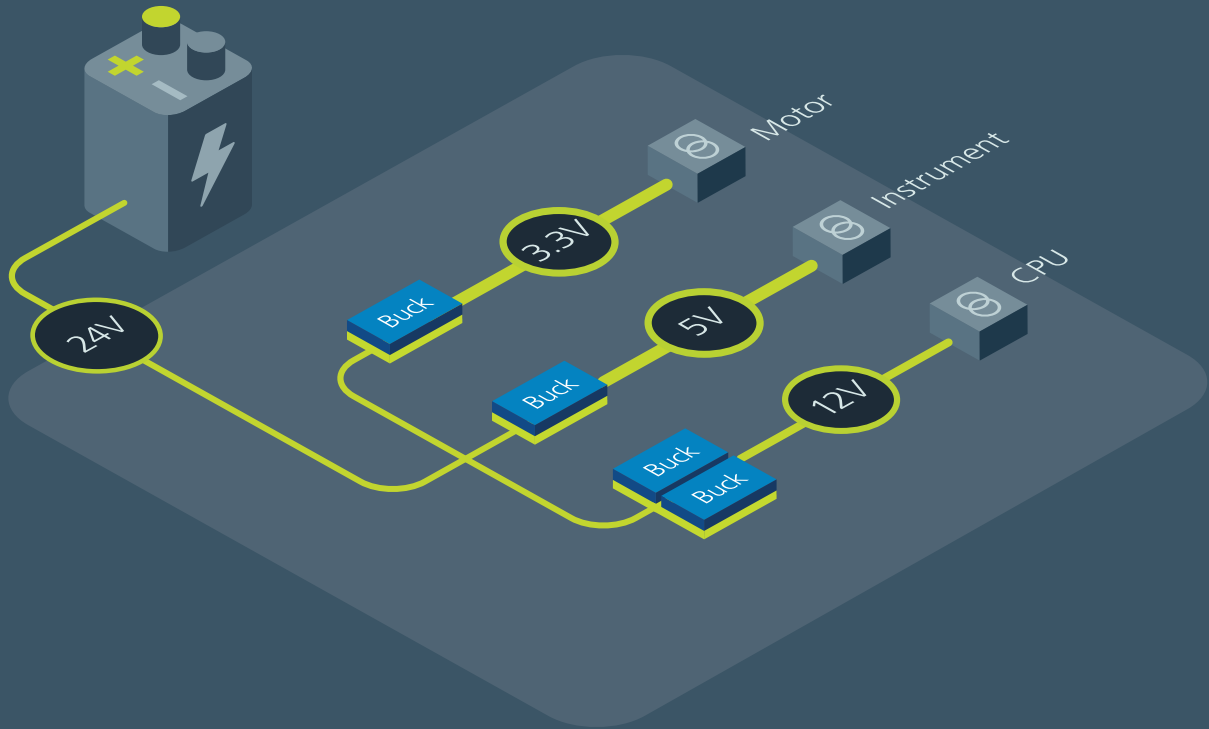 Motor
Instrument
CPU
3.3V
5V
12V
24V
Buck
Buck
Buck
Buck